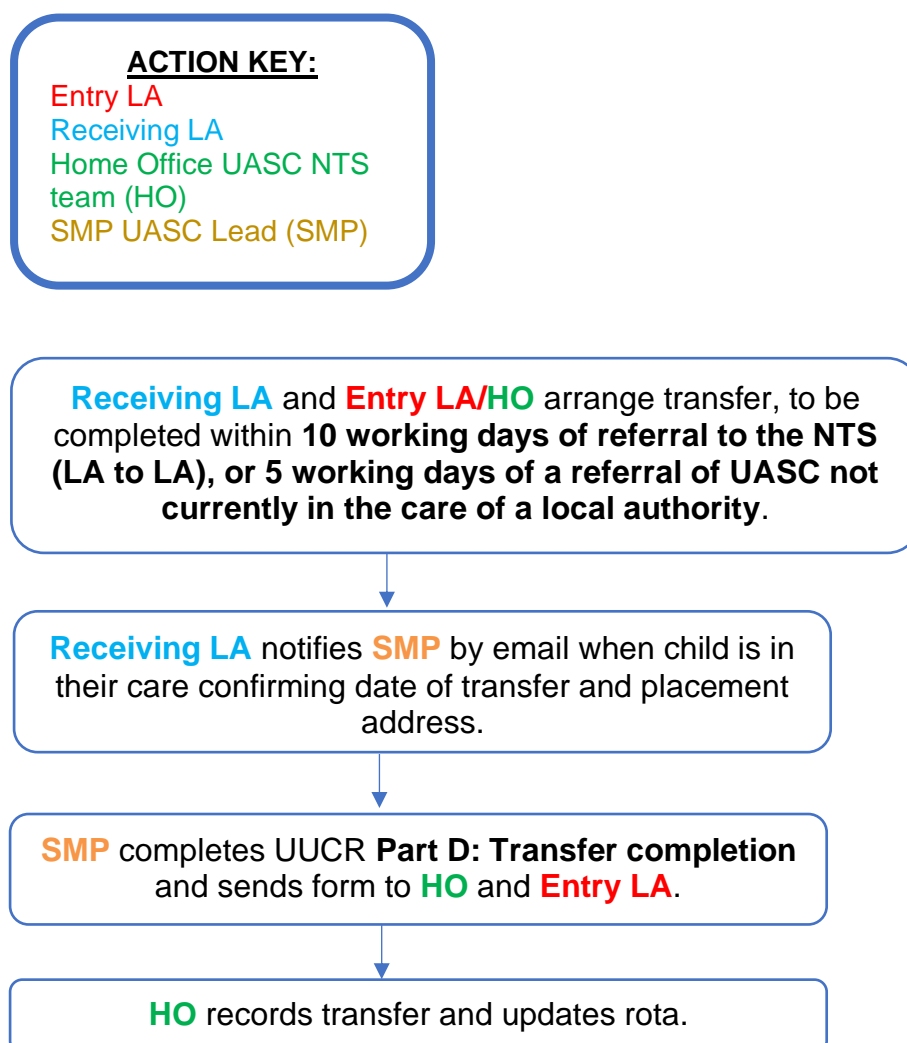 ACTION KEY:
Entry LA
Receiving LA
Home Office UASC NTS
team (HO)
SMP UASC Lead (SMP)
Receiving LA and Entry LA/HO arrange transfer, to be
completed within 10 working days of referral to the NTS
(LA to LA), or 5 working days of a referral of UASC not
currently in the care of a local authority.
Receiving LA notifies SMP by email when child is in
their care confirming date of transfer and placement
address.
SMP completes UUCR Part D: Transfer completion
and sends form to HO and Entry LA.
HO records transfer and updates rota.